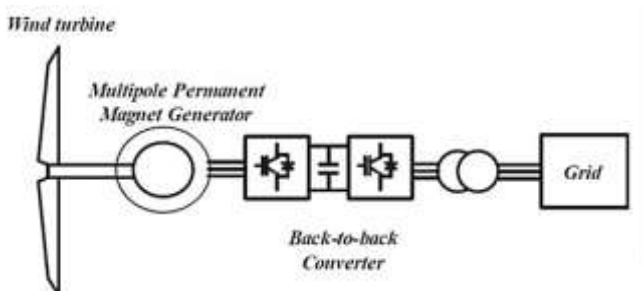 Wind turbine
Multipole Permanent
Magnet Generator
Grid
Back-to-back
Converter